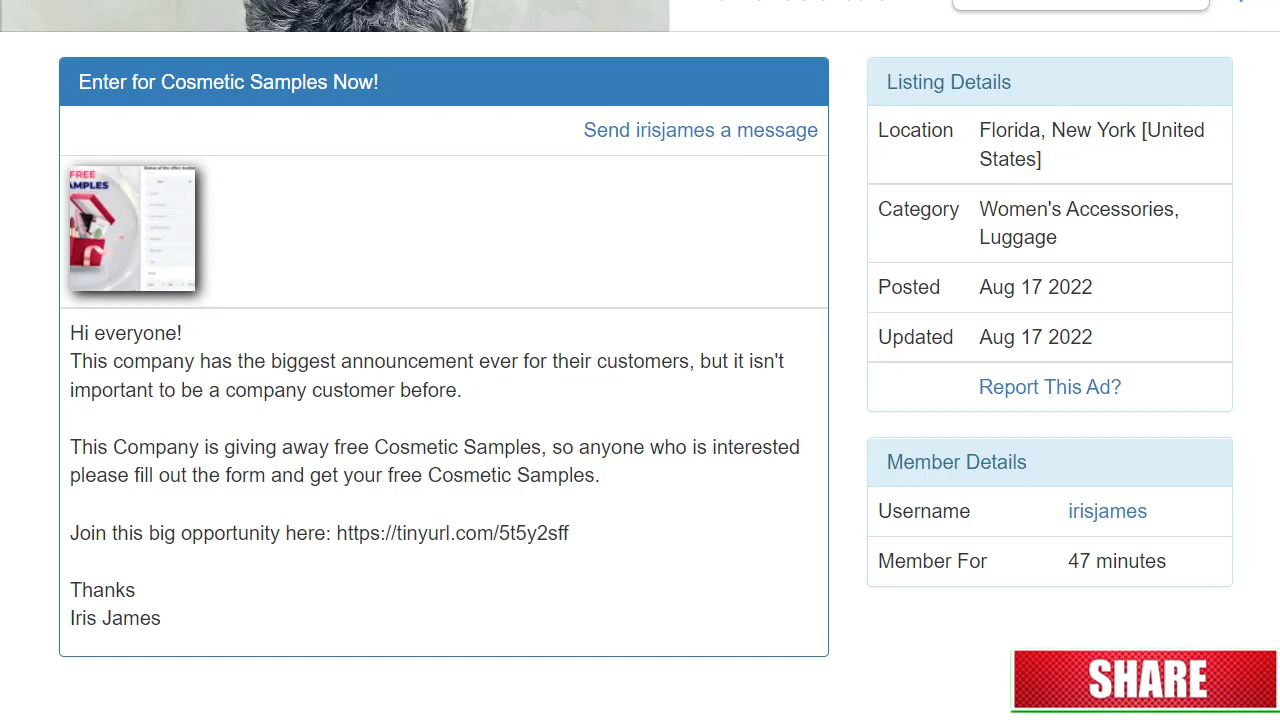 Enter for Cosmetic Samples Now!
Send irisjames a message
FREE
AMPLES
Hi everyone!
This company has the biggest announcement ever for their customers, but it isn't
important to be a company customer before.
This Company is giving away free Cosmetic Samples, so anyone who is interested
please fill out the form and get your free Cosmetic Samples.
Join this big opportunity here: https://tinyurl.com/5t5y2sff
Thanks
Iris James
Listing Details
Location Florida, New York [United
States]
Category Women's Accessories,
Luggage
Posted Aug 17 2022
Updated Aug 17 2022
Report This Ad?
Member Details
Username irisjames
Member For 47 minutes
SHARE